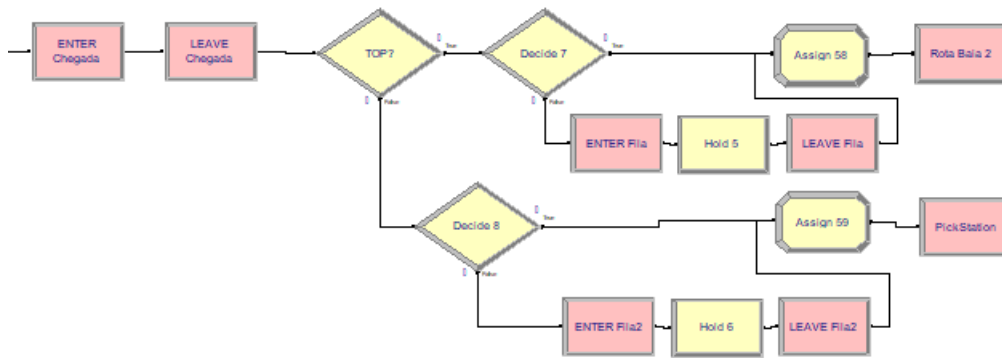 ENTER
Chegada
LEAVE
Chegada
TOP?
True
False
Decide 7
True
False
Assign 58
Rota Baia 2
ENTER Fila
Hold 5
LEAVE Fila
Decide 8
True
False
Assign 59
PickStation
ENTER Fila2
Hold 6
LEAVE Fila2